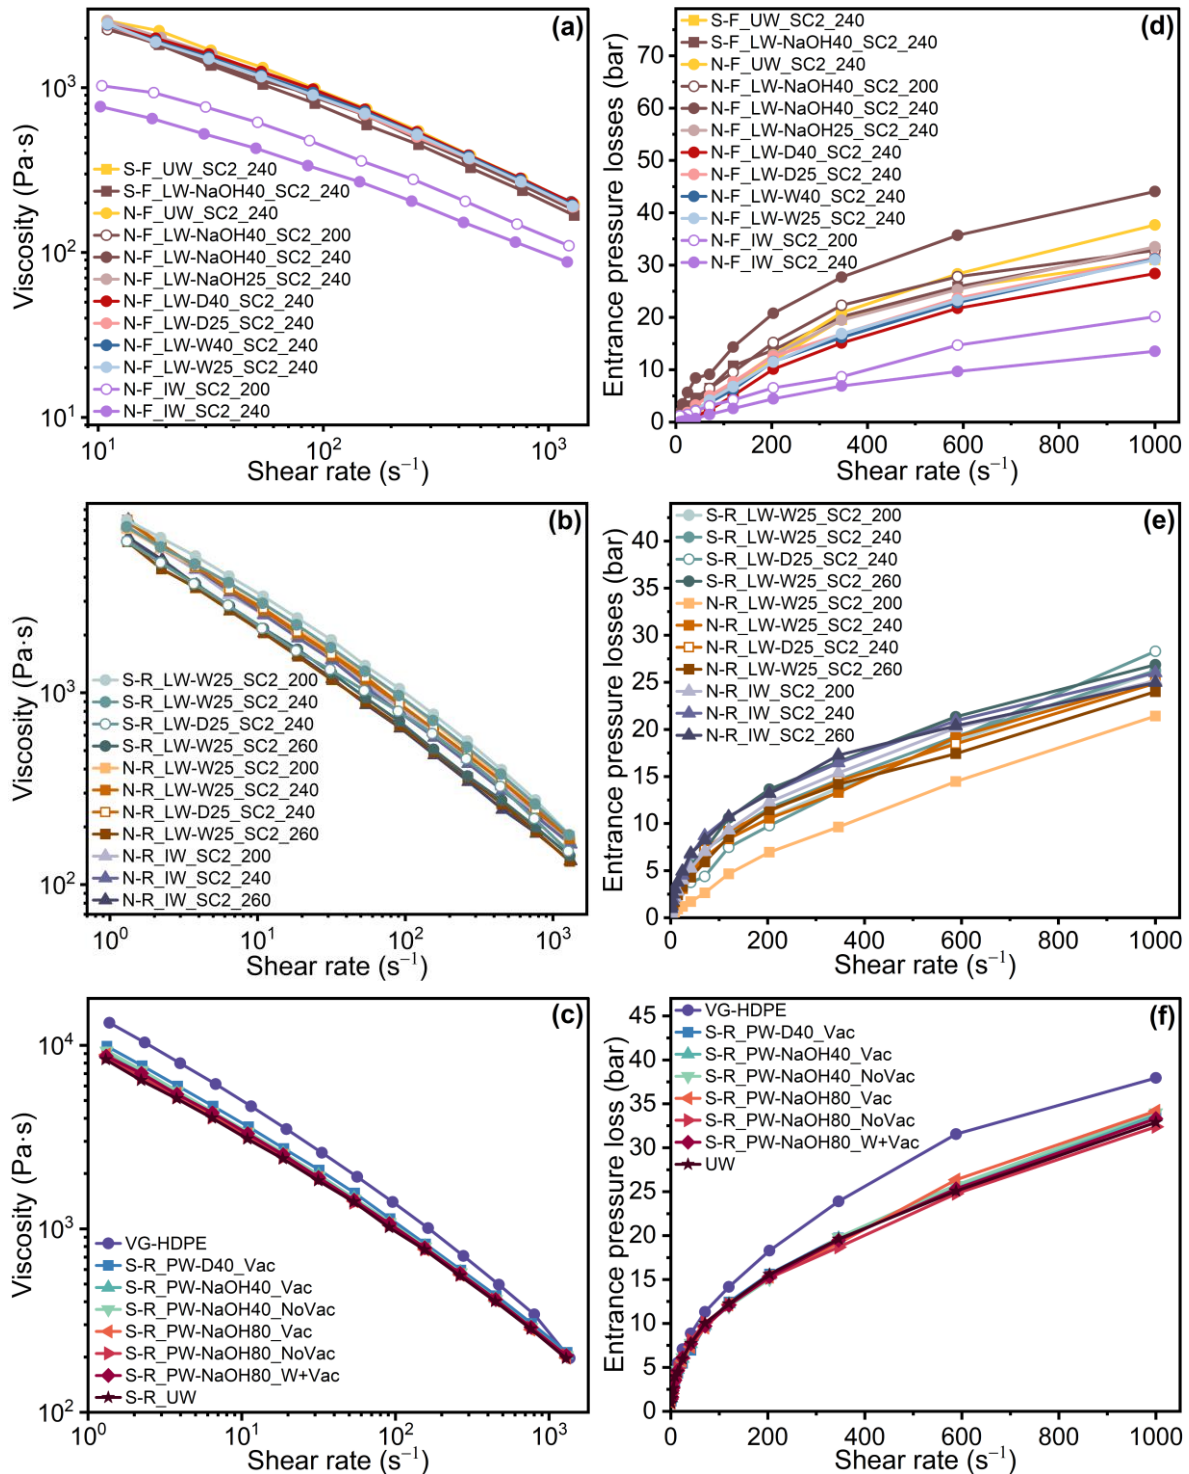 (a)
Viscosity (Pa·s)
10³
10²
10¹
S-F_UW_SC2_240
S-F_LW-NaOH40_SC2_240
N-F_UW_SC2_240
N-F_LW-NaOH40_SC2_200
N-F_LW-NaOH40_SC2_240
N-F_LW-NaOH25_SC2_240
N-F_LW-D40_SC2_240
N-F_LW-D25_SC2_240
N-F_LW-W40_SC2_240
N-F_LW-W25_SC2_240
N-F_IW_SC2_200
N-F_IW_SC2_240
10¹ 10² 10³
Shear rate (s⁻¹)
(d)
Entrance pressure losses (bar)
70
60
50
40
30
20
10
0
S-F_UW_SC2_240
S-F_LW-NaOH40_SC2_240
N-F_UW_SC2_240
N-F_LW-NaOH40_SC2_200
N-F_LW-NaOH40_SC2_240
N-F_LW-NaOH25_SC2_240
N-F_LW-D40_SC2_240
N-F_LW-D25_SC2_240
N-F_LW-W40_SC2_240
N-F_LW-W25_SC2_240
N-F_IW_SC2_200
N-F_IW_SC2_240
0 200 400 600 800 1000
Shear rate (s⁻¹)
(b)
Viscosity (Pa·s)
10³
10²
S-R_LW-W25_SC2_200
S-R_LW-W25_SC2_240
S-R_LW-D25_SC2_240
S-R_LW-W25_SC2_260
N-R_LW-W25_SC2_200
N-R_LW-W25_SC2_240
N-R_LW-D25_SC2_240
N-R_LW-W25_SC2_260
N-R_IW_SC2_200
N-R_IW_SC2_240
N-R_IW_SC2_260
10⁰ 10¹ 10² 10³
Shear rate (s⁻¹)
(e)
Entrance pressure losses (bar)
40
35
30
25
20
15
10
5
0
S-R_LW-W25_SC2_200
S-R_LW-W25_SC2_240
S-R_LW-D25_SC2_240
S-R_LW-W25_SC2_260
N-R_LW-W25_SC2_200
N-R_LW-W25_SC2_240
N-R_LW-D25_SC2_240
N-R_LW-W25_SC2_260
N-R_IW_SC2_200
N-R_IW_SC2_240
N-R_IW_SC2_260
0 200 400 600 800 1000
Shear rate (s⁻¹)
(c)
Viscosity (Pa·s)
10⁴
10³
10²
VG-HDPE
S-R_PW-D40_Vac
S-R_PW-NaOH40_Vac
S-R_PW-NaOH40_NoVac
S-R_PW-NaOH80_Vac
S-R_PW-NaOH80_NoVac
S-R_PW-NaOH80_W+Vac
S-R_UW
10⁰ 10¹ 10² 10³
Shear rate (s⁻¹)
(f)
Entrance pressure loss (bar)
45
40
35
30
25
20
15
10
5
0
VG-HDPE
S-R_PW-D40_Vac
S-R_PW-NaOH40_Vac
S-R_PW-NaOH40_NoVac
S-R_PW-NaOH80_Vac
S-R_PW-NaOH80_NoVac
S-R_PW-NaOH80_W+Vac
UW
0 200 400 600 800 1000
Shear rate (s⁻¹)